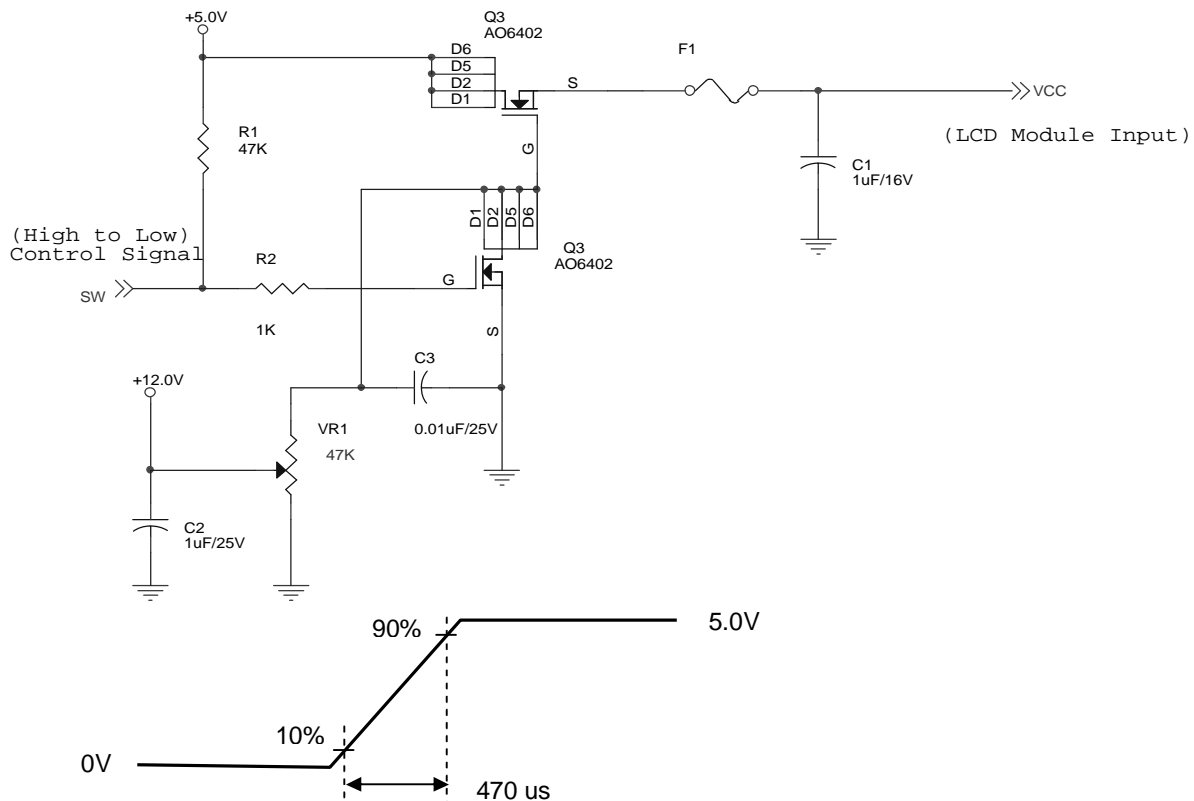 Q3
AO6402
+5.0V
D6
D5
D2
D1
S
F1
VCC
(LCD Module Input)
R1
47K
G
C1
1uF/16V
D1
D2
D5
D6
(High to Low)
Control Signal
Q3
AO6402
R2
G
SW
1K
S
C3
+12.0V
VR1
47K
0.01uF/25V
C2
1uF/25V
90%
5.0V
10%
0V
470 us